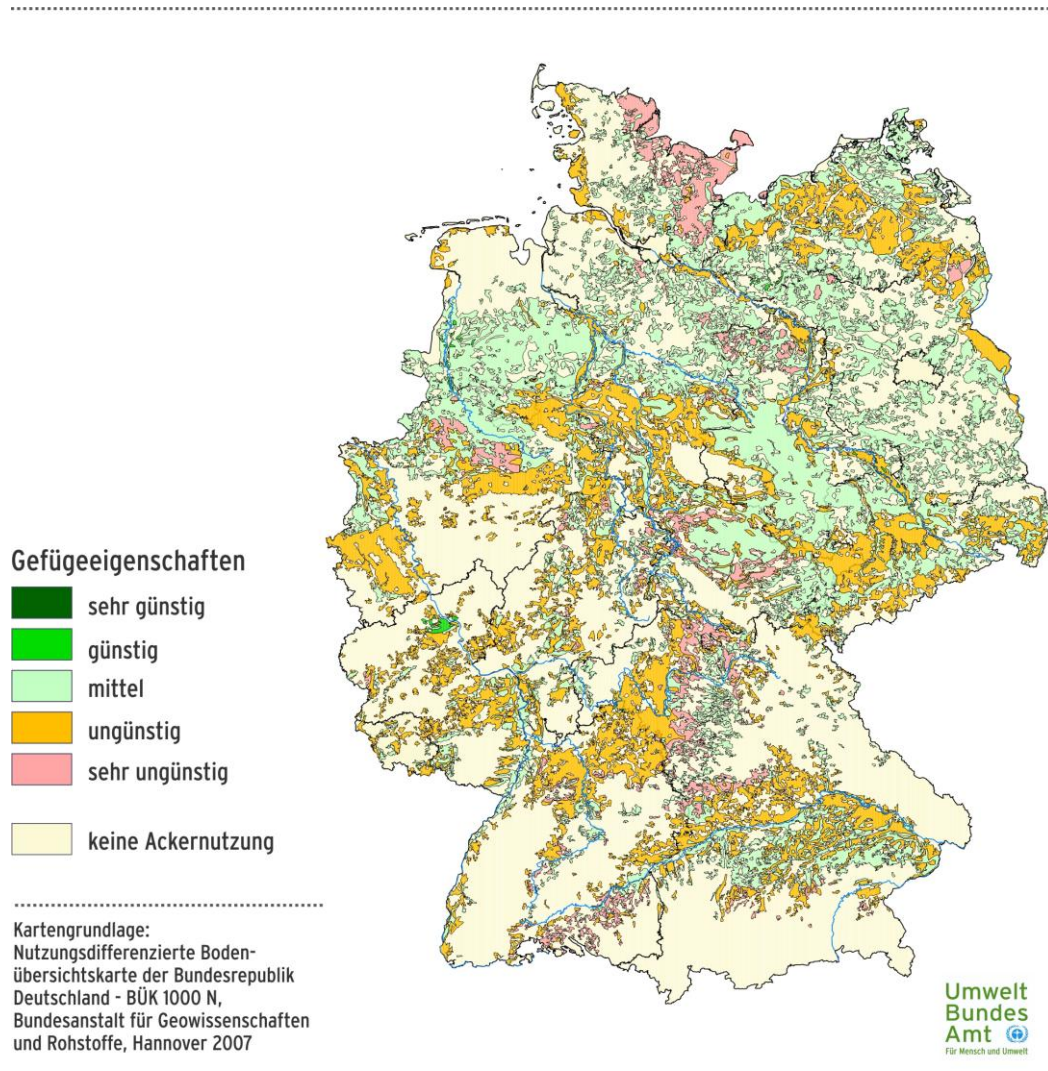 Gefügeeigenschaften
sehr günstig
günstig
mittel
ungünstig
sehr ungünstig
keine Ackernutzung
Kartengrundlage:
Nutzungsdifferenzierte Boden-
übersichtskarte der Bundesrepublik
Deutschland - BÜK 1000 N,
Bundesanstalt für Geowissenschaften
und Rohstoffe, Hannover 2007
Umwelt
Bundes
Amt
Für Mensch und Umwelt